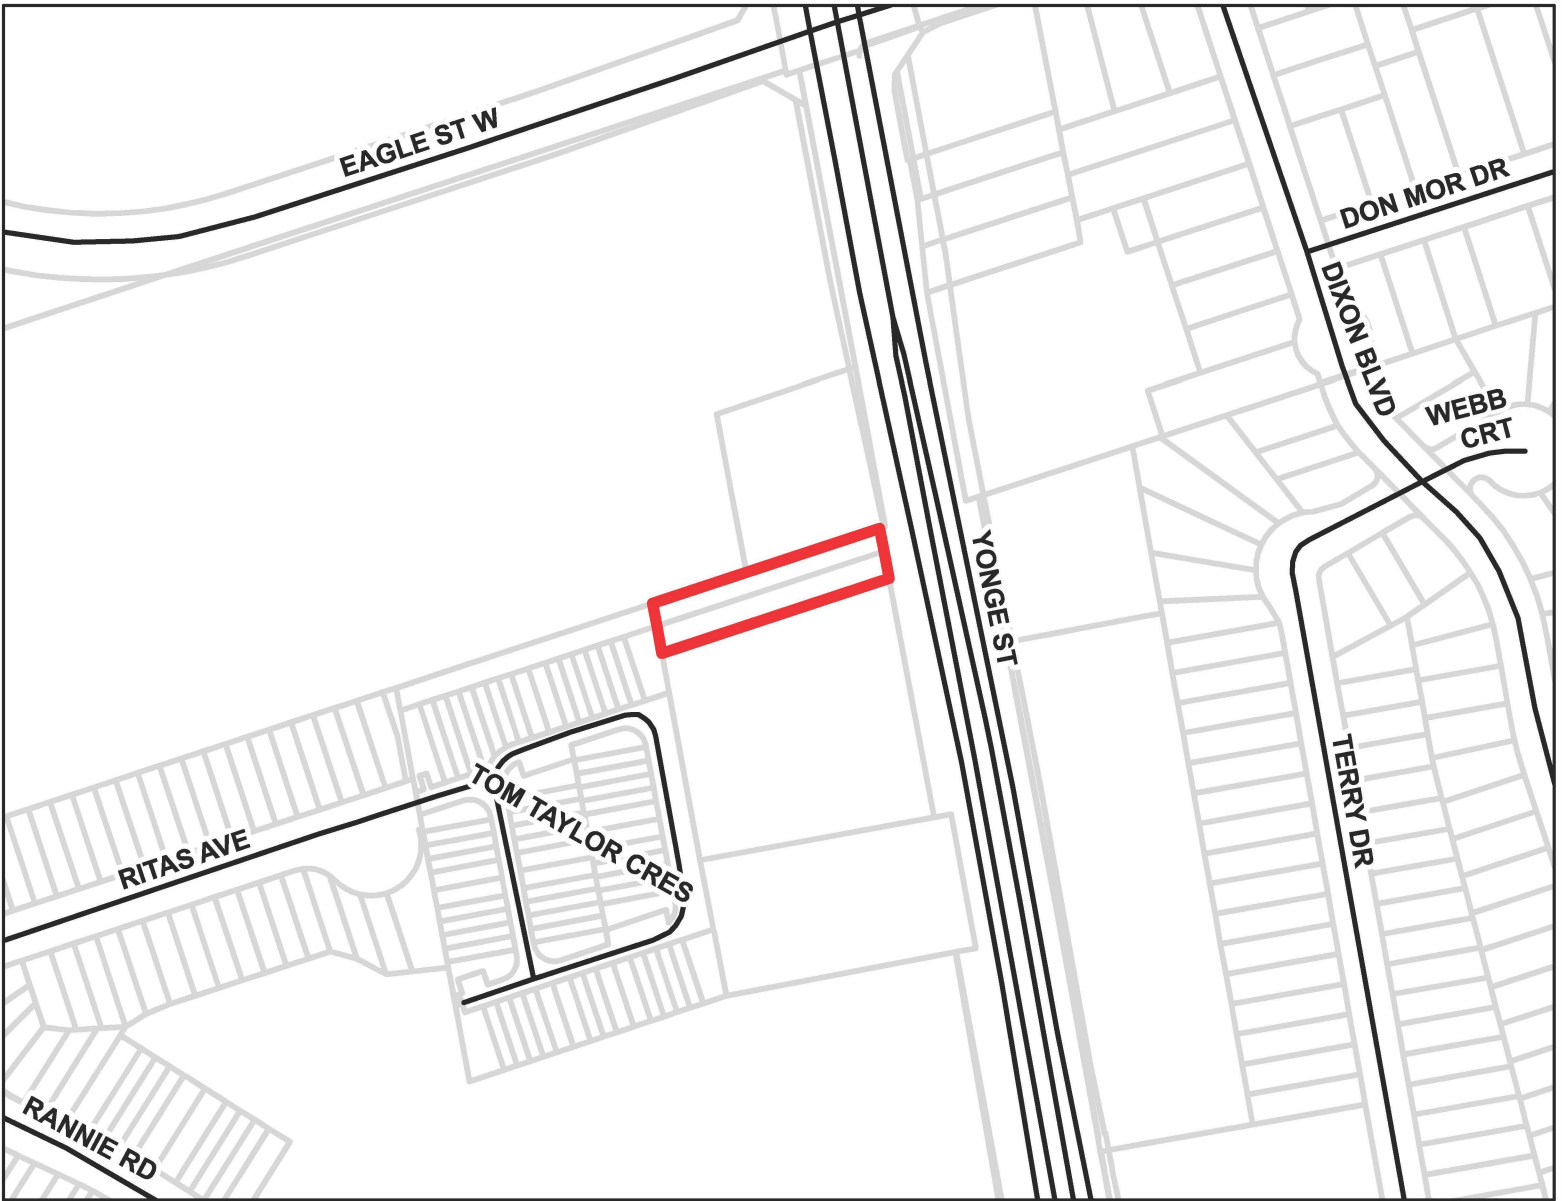 EAGLE ST W
DON MOR DR
DIXON BLVD
WEBB
CRT
YONGE ST
TOM TAYLOR CRES
TERRY DR
RITAS AVE
RANNIE RD